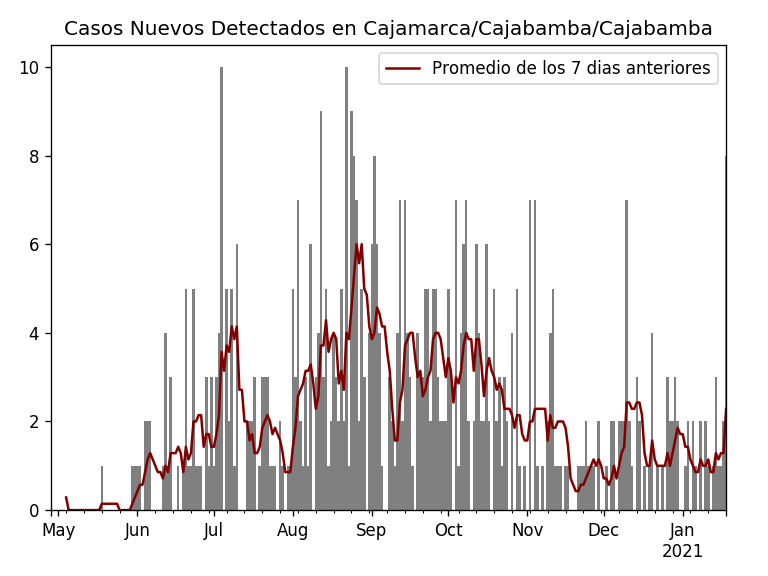 Casos Nuevos Detectados en Cajamarca/Cajabamba/Cajabamba
Promedio de los 7 dias anteriores
10
8
6
4
2
0
May Jun Jul Aug Sep Oct Nov Dec Jan
2021